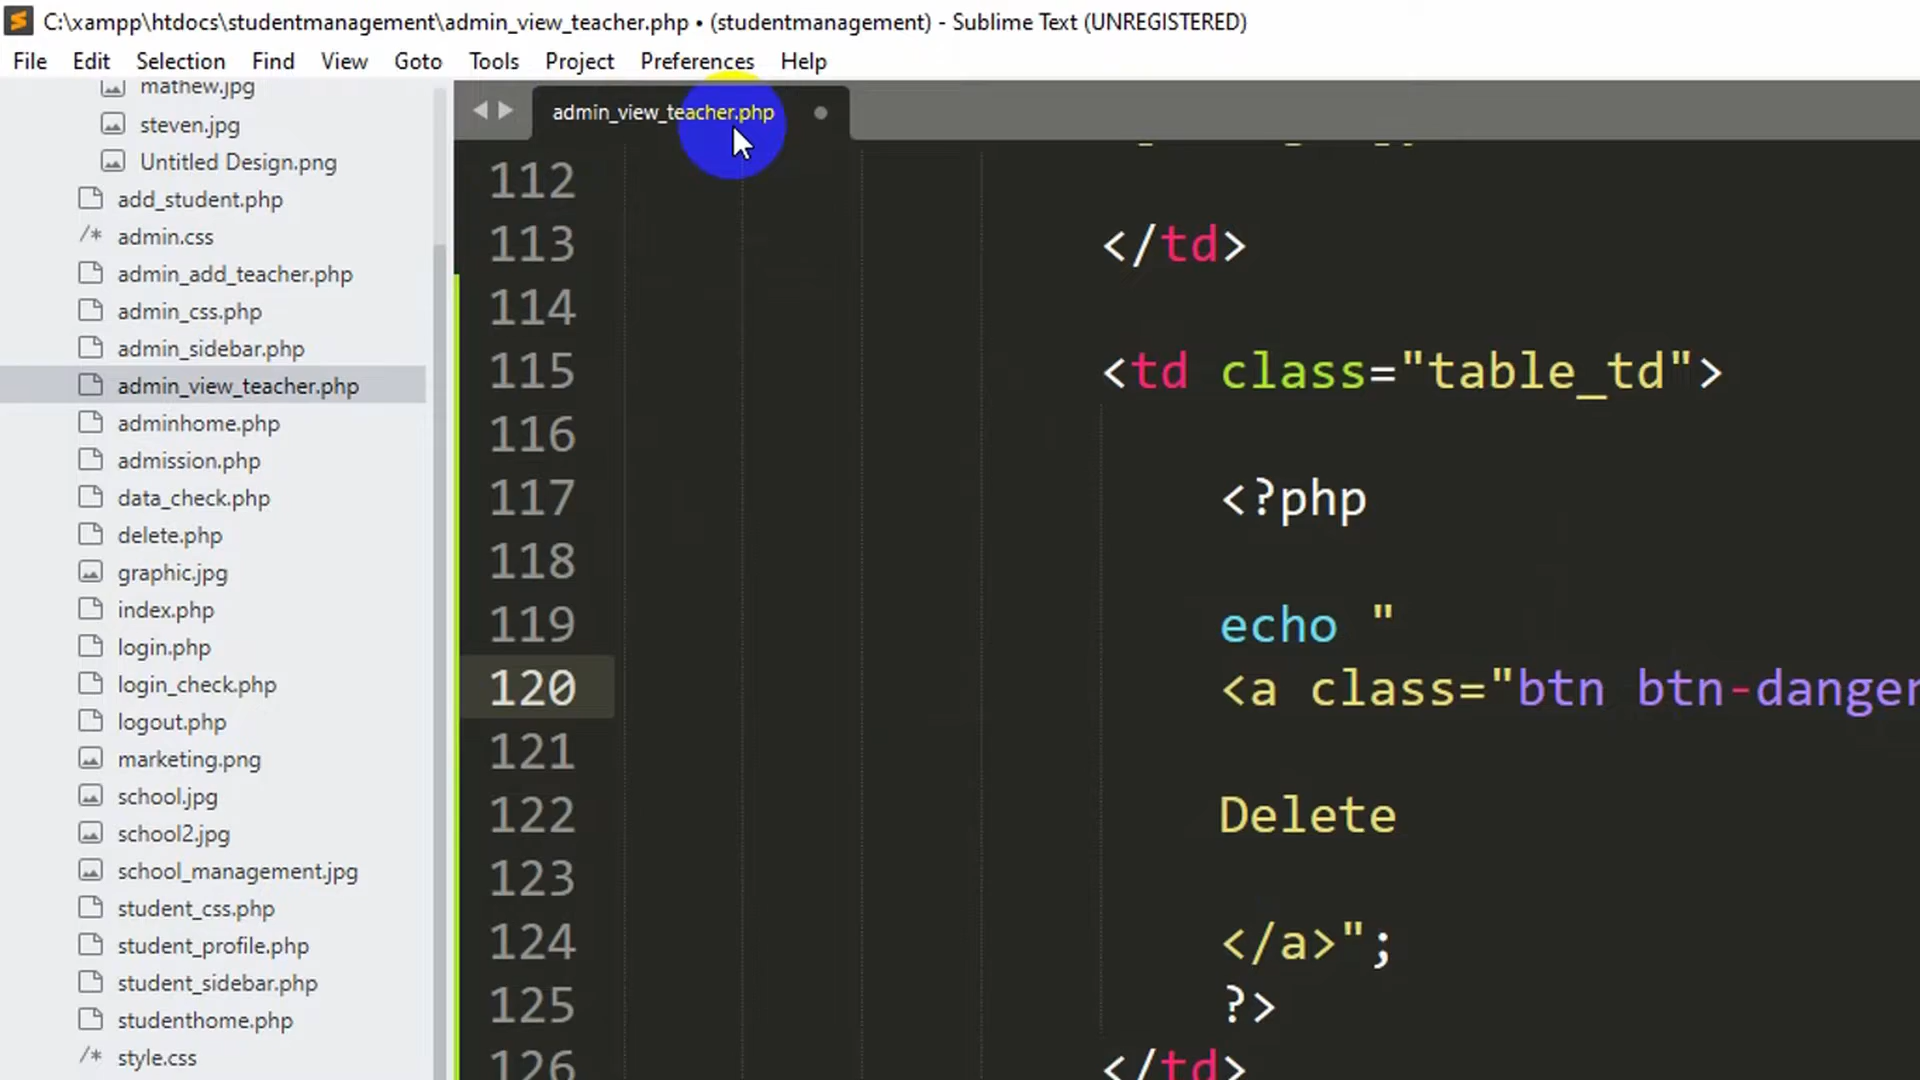 C:\xampp\htdocs\studentmanagement\admin_view_teacher.php • (studentmanagement) - Sublime Text (UNREGISTERED)
File Edit Selection Find View Goto Tools Project Preferences Help
mathew.jpg
steven.jpg
Untitled Design.png
add_student.php
/* admin.css
admin_add_teacher.php
admin_css.php
admin_sidebar.php
admin_view_teacher.php
adminhome.php
admission.php
data_check.php
delete.php
graphic.jpg
index.php
login.php
login_check.php
logout.php
marketing.png
school.jpg
school2.jpg
school_management.jpg
student_css.php
student_profile.php
student_sidebar.php
studenthome.php
/* style.css
admin_view_teacher.php
112
113 </td>
114
115 <td class="table_td">
116
117 <?php
118
119 echo "
120 <a class="btn btn-danger
121
122 Delete
123
124 </a>";
125 ?>
126 </td>